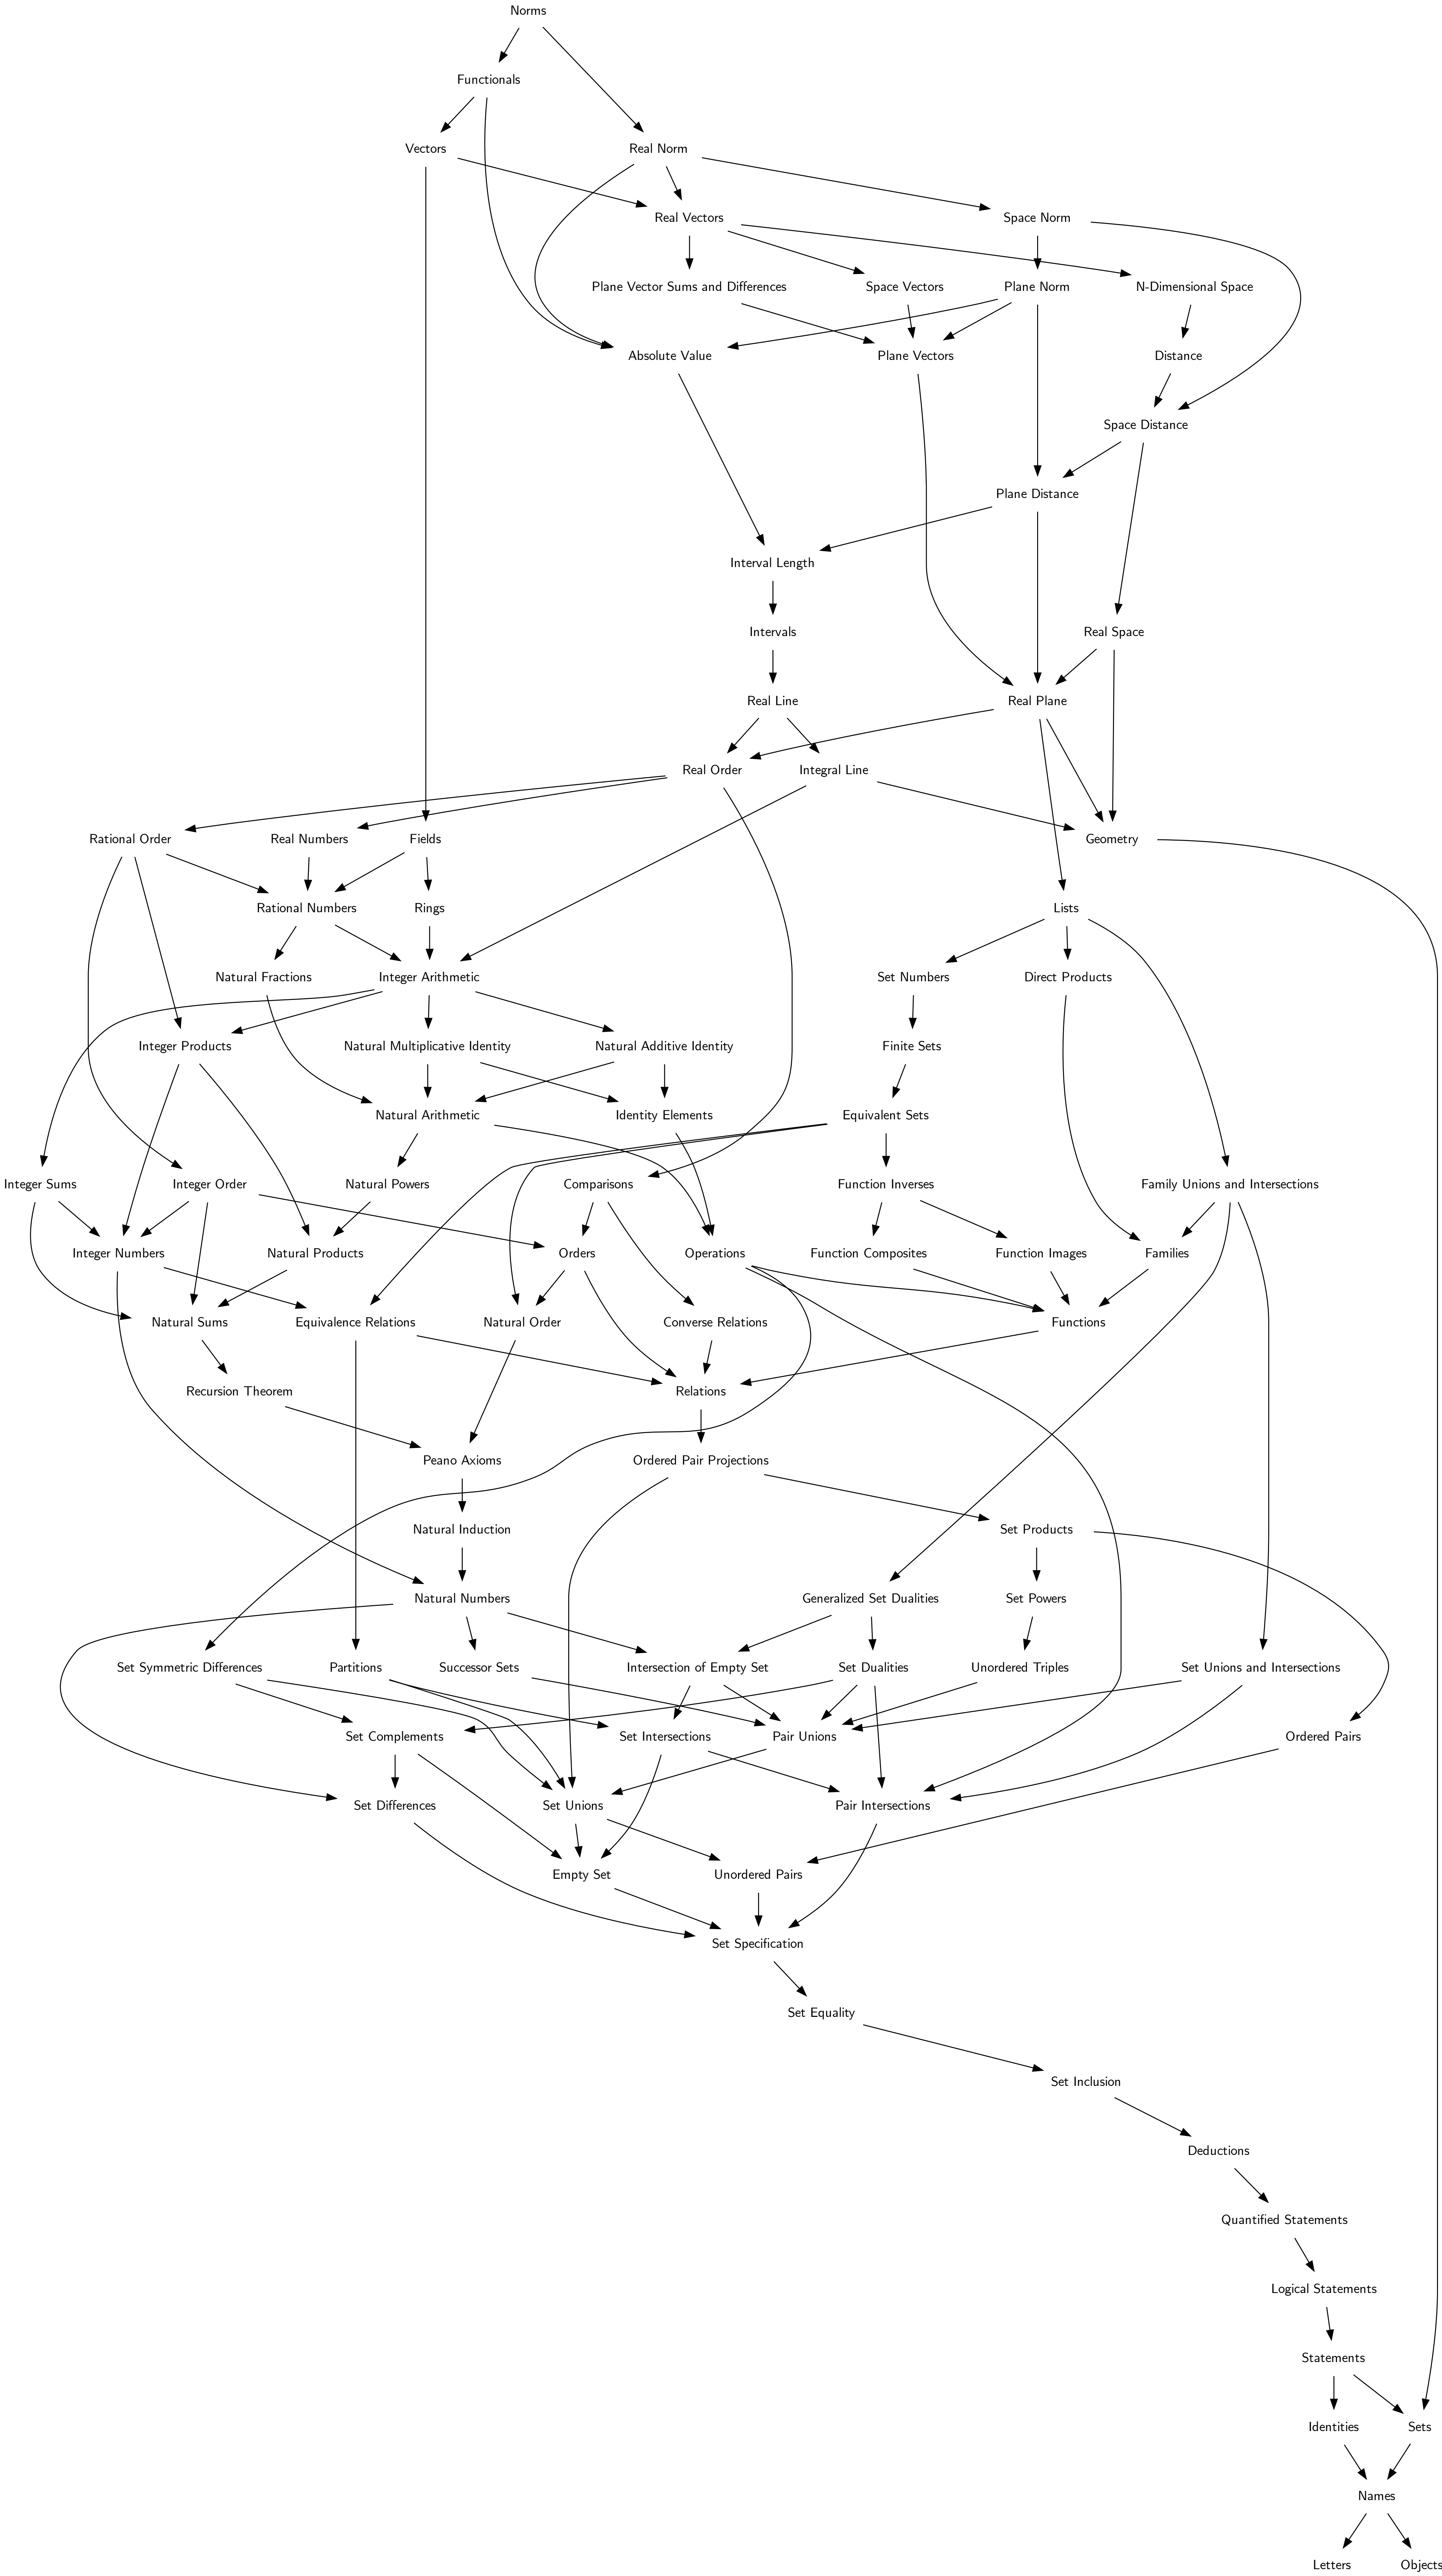 Norms
Functionals
Vectors
Real Norm
Real Vectors
Space Norm
Plane Vector Sums and Differences
Space Vectors
Plane Norm
N-Dimensional Space
Absolute Value
Plane Vectors
Distance
Space Distance
Plane Distance
Interval Length
Intervals
Real Space
Real Line
Real Plane
Real Order
Integral Line
Rational Order
Real Numbers
Fields
Geometry
Rational Numbers
Rings
Lists
Natural Fractions
Integer Arithmetic
Set Numbers
Direct Products
Integer Products
Natural Multiplicative Identity
Natural Additive Identity
Finite Sets
Natural Arithmetic
Identity Elements
Equivalent Sets
Integer Sums
Integer Order
Natural Powers
Comparisons
Function Inverses
Family Unions and Intersections
Integer Numbers
Natural Products
Orders
Operations
Function Composites
Function Images
Families
Natural Sums
Equivalence Relations
Natural Order
Converse Relations
Functions
Recursion Theorem
Relations
Peano Axioms
Ordered Pair Projections
Natural Induction
Set Products
Natural Numbers
Generalized Set Dualities
Set Powers
Set Symmetric Differences
Partitions
Successor Sets
Intersection of Empty Set
Set Dualities
Unordered Triples
Set Unions and Intersections
Set Complements
Set Intersections
Pair Unions
Ordered Pairs
Set Differences
Set Unions
Pair Intersections
Empty Set
Unordered Pairs
Set Specification
Set Equality
Set Inclusion
Deductions
Quantified Statements
Logical Statements
Statements
Identities
Sets
Names
Letters
Objects